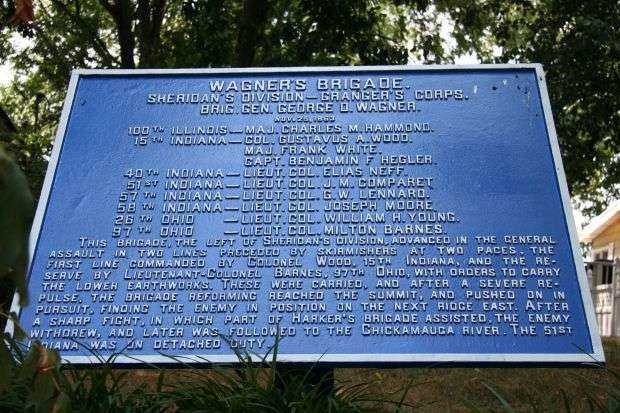 WAGNER'S BRIGADE.
SHERIDAN'S DIVISION—GRANGER'S CORPS.
BRIG. GEN. GEORGE D. WAGNER.
NOV. 25, 1863
100TH ILLINOIS—MAJ. CHARLES M. HAMMOND.
15TH INDIANA—COL. GUSTAVUS A. WOOD.
MAJ. FRANK WHITE.
CAPT. BENJAMIN F. HEGLER.
40TH INDIANA—LIEUT. COL. ELIAS NEFF.
51ST INDIANA—LIEUT. COL. J. M. COMPARET
57TH INDIANA—LIEUT. COL. G. W. LENNARD.
58TH INDIANA—LIEUT. COL. JOSEPH MOORE.
26TH OHIO—LIEUT. COL. WILLIAM H. YOUNG.
97TH OHIO—LIEUT. COL. MILTON BARNES.
THIS BRIGADE, THE LEFT OF SHERIDAN'S DIVISION, ADVANCED IN THE GENERAL
ASSAULT IN TWO LINES PRECEDED BY SKIRMISHERS AT TWO PACES, THE
FIRST LINE COMMANDED BY COLONEL WOOD, 15TH INDIANA, AND THE RE-
SERVE BY LIEUTENANT-COLONEL BARNES, 97TH OHIO, WITH ORDERS TO CARRY
THE LOWER EARTHWORKS. THESE WERE CARRIED, AND AFTER A SEVERE RE-
PULSE, THE BRIGADE REFORMING REACHED THE SUMMIT, AND PUSHED ON IN
PURSUIT, FINDING THE ENEMY IN POSITION ON THE NEXT RIDGE EAST. AFTER
A SHARP FIGHT, IN WHICH PART OF HARKER'S BRIGADE ASSISTED, THE ENEMY
WITHDREW, AND LATER WAS FOLLOWED TO THE CHICKAMAUGA RIVER. THE 51ST
INDIANA WAS ON DETACHED DUTY.